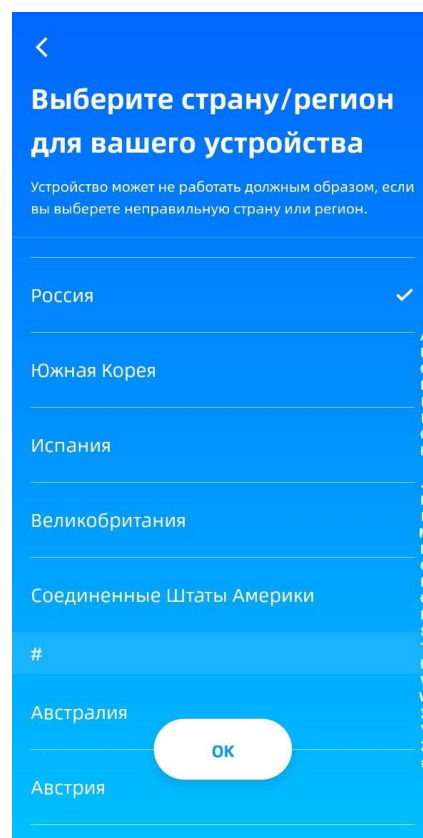 Выберите страну/регион
для вашего устройства
Устройство может не работать должным образом, если
вы выберете неправильную страну или регион.
Россия
Южная Корея
Испания
Великобритания
Соединенные Штаты Америки
#
Австралия
OK
Австрия